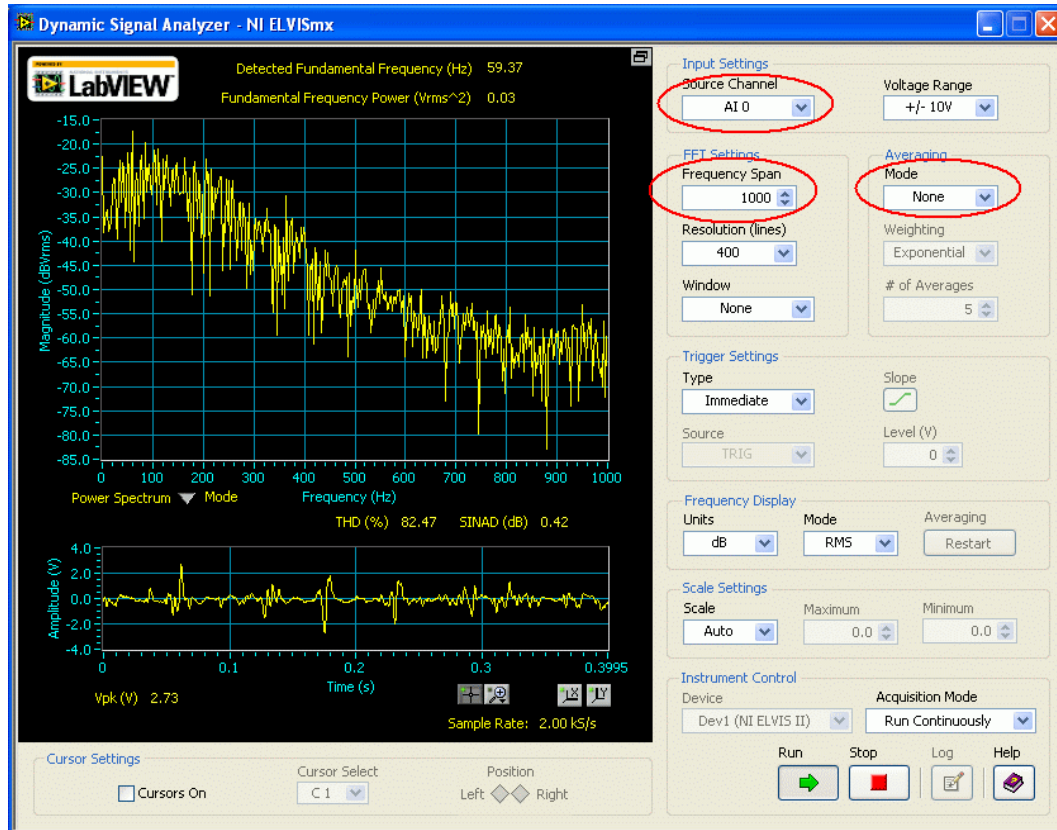 Dynamic Signal Analyzer - NI ELVISmx
POWERED BY
NATIONAL INSTRUMENTS
LabVIEW
Detected Fundamental Frequency (Hz) 59.37
Fundamental Frequency Power (Vrms^2) 0.03
Magnitude (dBVrms)
-15.0
-20.0
-25.0
-30.0
-35.0
-40.0
-45.0
-50.0
-55.0
-60.0
-65.0
-70.0
-75.0
-80.0
-85.0
0 100 200 300 400 500 600 700 800 900 1000
Power Spectrum Mode Frequency (Hz)
THD (%) 82.47 SINAD (dB) 0.42
Amplitude (V)
4.0
2.0
0.0
-2.0
-4.0
0 0.1 0.2 0.3 0.3995
Time (s)
Vpk (V) 2.73
Sample Rate: 2.00 kS/s
Cursor Settings
Cursors On
Cursor Select
C 1
Position
Left Right
Input Settings
Source Channel
AI 0
Voltage Range
+/- 10V
FFT Settings
Frequency Span
1000
Resolution (lines)
400
Window
None
Averaging
Mode
None
Weighting
Exponential
# of Averages
5
Trigger Settings
Type
Immediate
Slope
Source
TRIG
Level (V)
0
Frequency Display
Units
dB
Mode
RMS
Averaging
Restart
Scale Settings
Scale
Auto
Maximum
0.0
Minimum
0.0
Instrument Control
Device
Dev1 (NI ELVIS II)
Acquisition Mode
Run Continuously
Run Stop Log Help